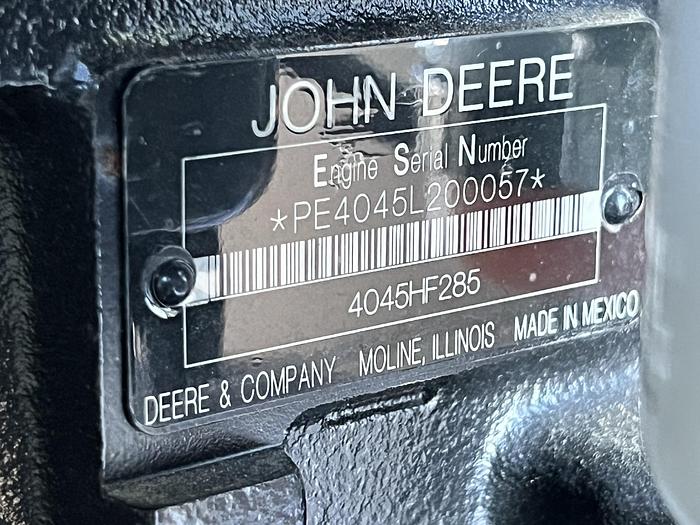 JOHN DEERE
Engine Serial Number
*PE4045L200057*
4045HF285
DEERE & COMPANY MOLINE, ILLINOIS MADE IN MEXICO